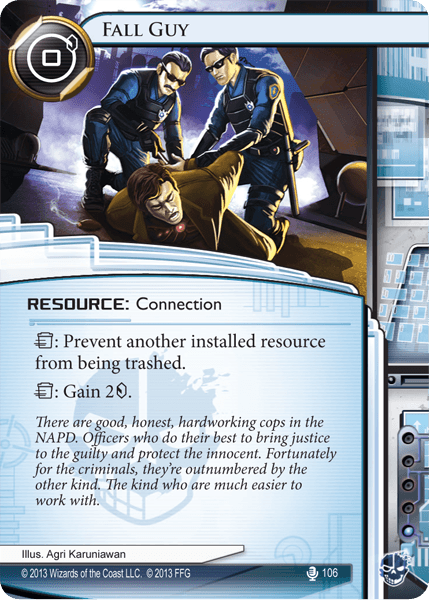 FALL GUY
RESOURCE: Connection
: Prevent another installed resource
from being trashed.
: Gain 2.
There are good, honest, hardworking cops in the
NAPD. Officers who do their best to bring justice
to the guilty and protect the innocent. Fortunately
for the criminals, they’re outnumbered by the
other kind. The kind who are much easier to
work with.
Illus. Agri Karuniawan
© 2013 Wizards of the Coast LLC. © 2013 FFG
106